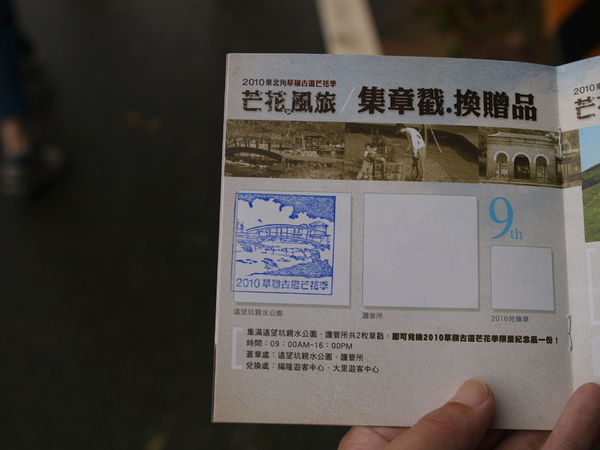 2010東北角草嶺古道芒花季
芒花風旅/集章戳.換贈品
9th
2010草嶺古道芒花季
遠望坑親水公園
護管所
2010兌換章
集滿遠望坑親水公園、護管所共2枚章戳，即可兌換2010草嶺古道芒花季限量紀念品一份！
時間：09：00AM~16：00PM
蓋章處：遠望坑親水公園、護管所
兌換處：福隆遊客中心、大里遊客中心
2010東
芒